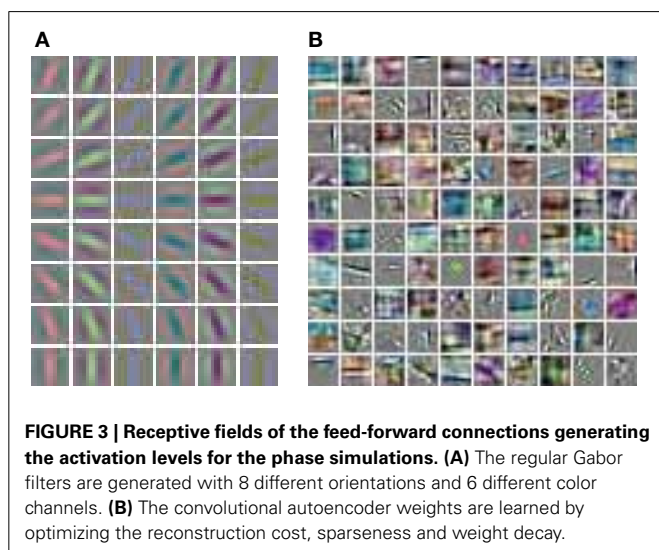 A
B
FIGURE 3 | Receptive fields of the feed-forward connections generating
the activation levels for the phase simulations. (A) The regular Gabor
filters are generated with 8 different orientations and 6 different color
channels. (B) The convolutional autoencoder weights are learned by
optimizing the reconstruction cost, sparseness and weight decay.